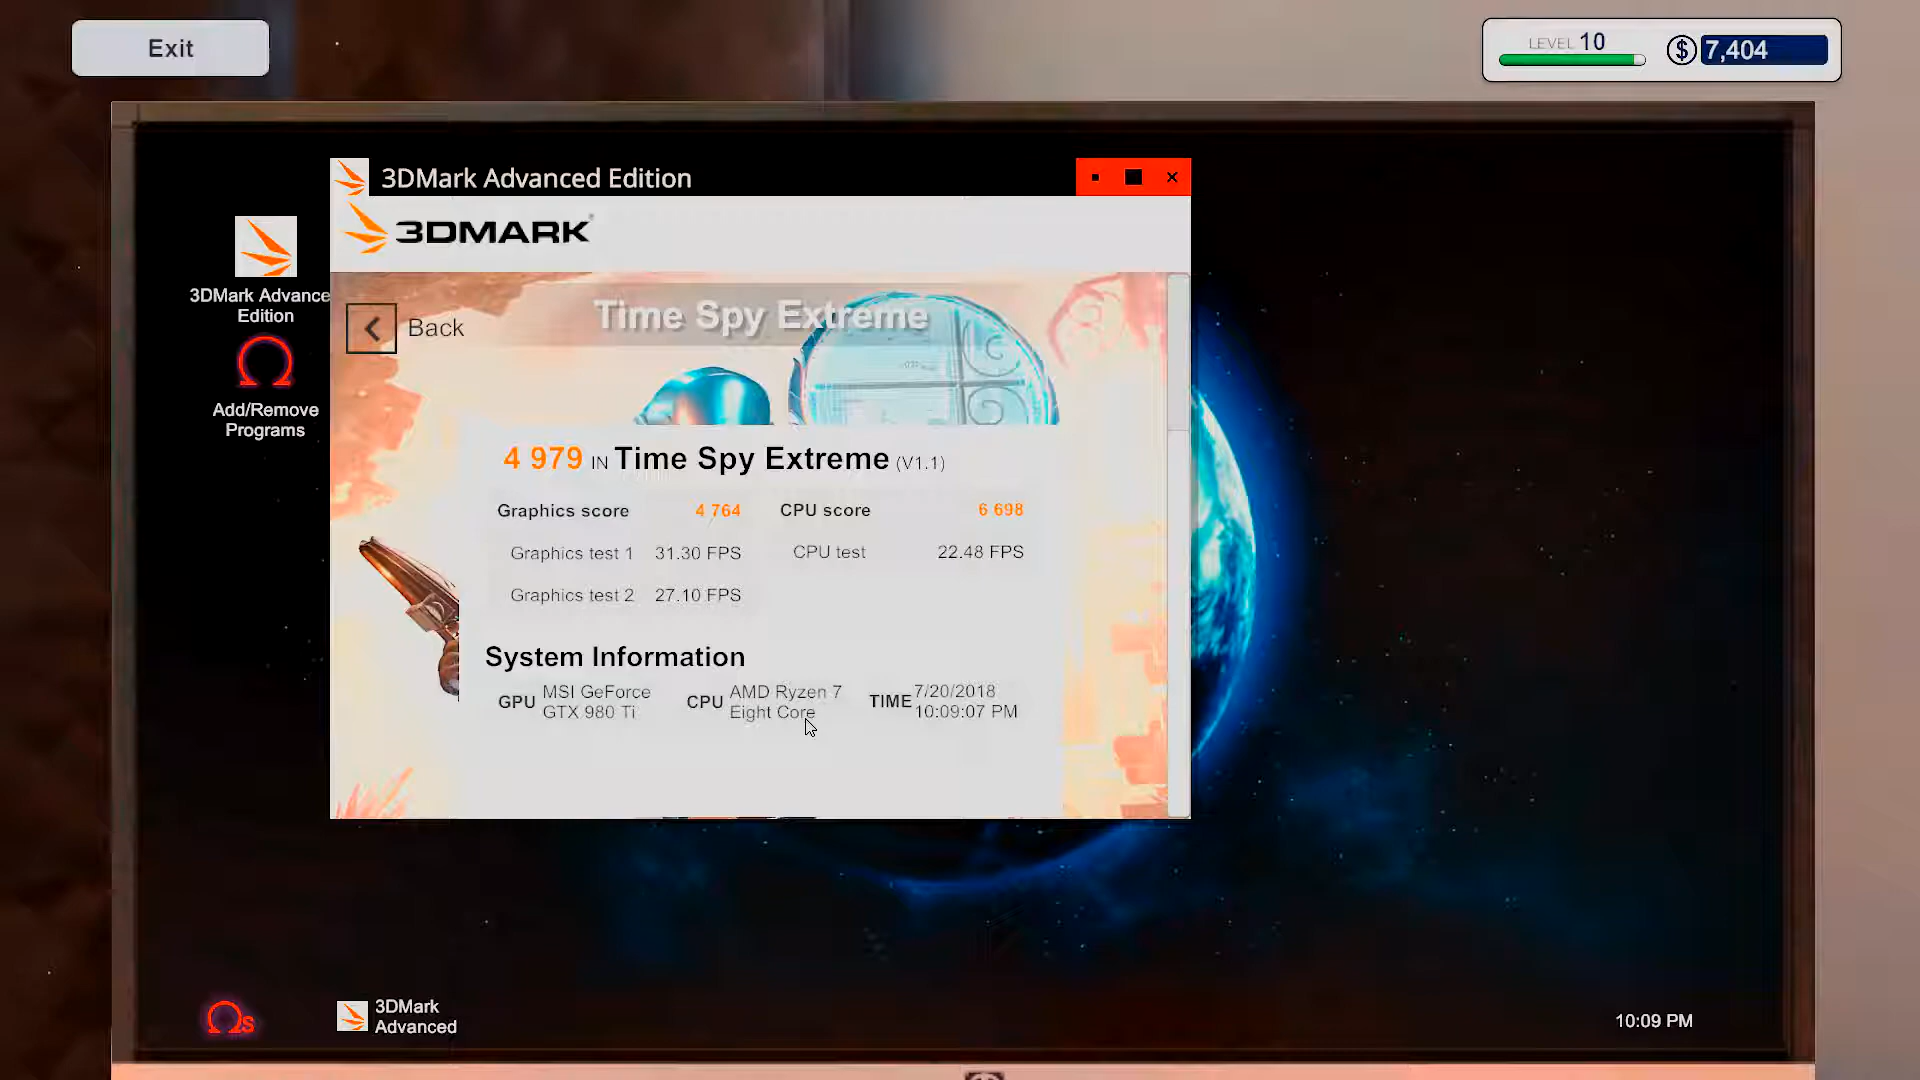 Exit
LEVEL 10
$ 7,404
3DMark Advanced Edition
3DMARK
3DMark Advance
Edition
Back
Time Spy Extreme
Add/Remove
Programs
4 979 IN Time Spy Extreme (V1.1)
Graphics score 4 764 CPU score 6 698
Graphics test 1 31.30 FPS CPU test 22.48 FPS
Graphics test 2 27.10 FPS
System Information
GPU MSI GeForce GTX 980 Ti CPU AMD Ryzen 7 Eight Core TIME 7/20/2018 10:09:07 PM
Ωs
3DMark
Advanced
10:09 PM